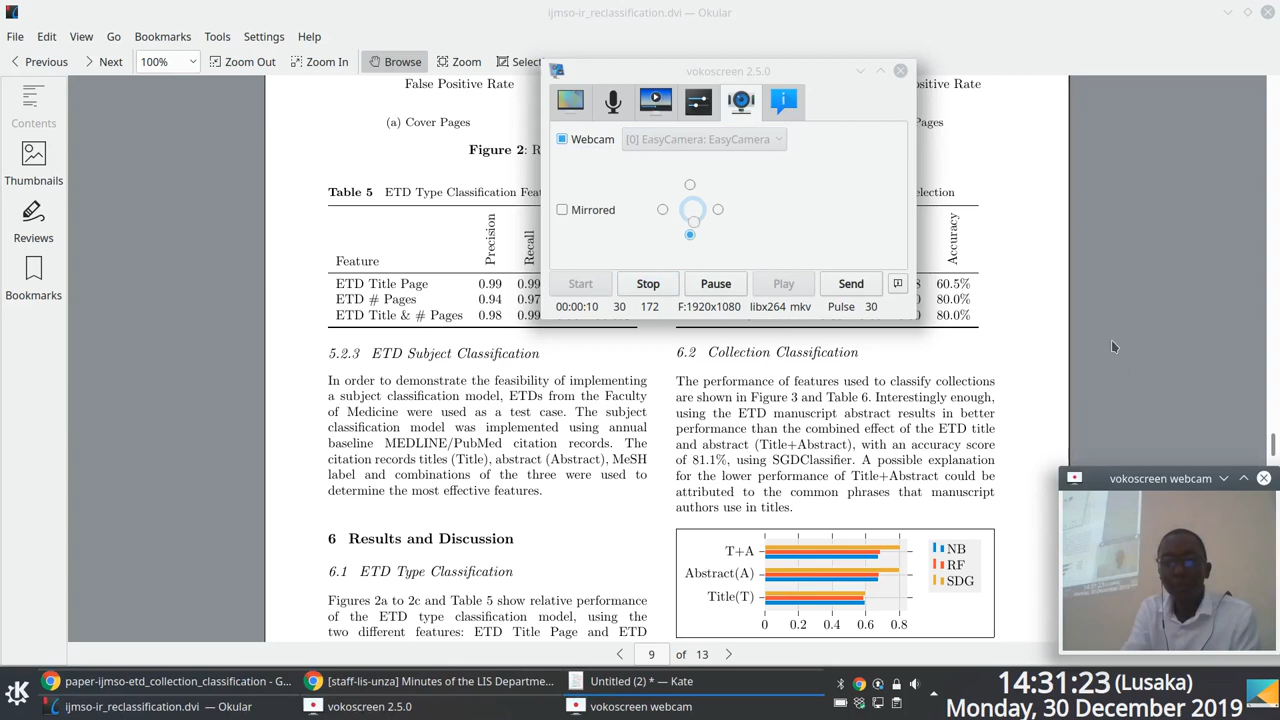 ijmso-ir_reclassification.dvi — Okular
File Edit View Go Bookmarks Tools Settings Help
Previous Next 100% Zoom Out Zoom In Browse Zoom Select
Contents
Thumbnails
Reviews
Bookmarks
False Positive Rate
(a) Cover Pages
Figure 2: R
Table 5 ETD Type Classification Fea
Feature Precision Recall
ETD Title Page 0.99 0.99
ETD # Pages 0.94 0.97
ETD Title & # Pages 0.98 0.99
5.2.3 ETD Subject Classification
In order to demonstrate the feasibility of implementing
a subject classification model, ETDs from the Faculty
of Medicine were used as a test case. The subject
classification model was implemented using annual
baseline MEDLINE/PubMed citation records. The
citation records titles (Title), abstract (Abstract), MeSH
label and combinations of the three were used to
determine the most effective features.
6 Results and Discussion
6.1 ETD Type Classification
Figures 2a to 2c and Table 5 show relative performance
of the ETD type classification model, using the
two different features: ETD Title Page and ETD
vokoscreen 2.5.0
Webcam [0] EasyCamera: EasyCamera
Mirrored
Start Stop Pause Play Send
00:00:10 30 172 F:1920x1080 libx264 mkv Pulse 30
e Rate
ages
lection
Accuracy
8 60.5%
80.0%
80.0%
6.2 Collection Classification
The performance of features used to classify collections
are shown in Figure 3 and Table 6. Interestingly enough,
using the ETD manuscript abstract results in better
performance than the combined effect of the ETD title
and abstract (Title+Abstract), with an accuracy score
of 81.1%, using SGDClassifier. A possible explanation
for the lower performance of Title+Abstract could be
attributed to the common phrases that manuscript
authors use in titles.
T+A
Abstract(A)
Title(T)
0 0.2 0.4 0.6 0.8
NB
RF
SDG
vokoscreen webcam
9 of 13
paper-ijmso-etd_collection_classification - G...
[staff-lis-unza] Minutes of the LIS Departme...
Untitled (2) * — Kate
ijmso-ir_reclassification.dvi — Okular
vokoscreen 2.5.0
vokoscreen webcam
14:31:23 (Lusaka)
Monday, 30 December 2019